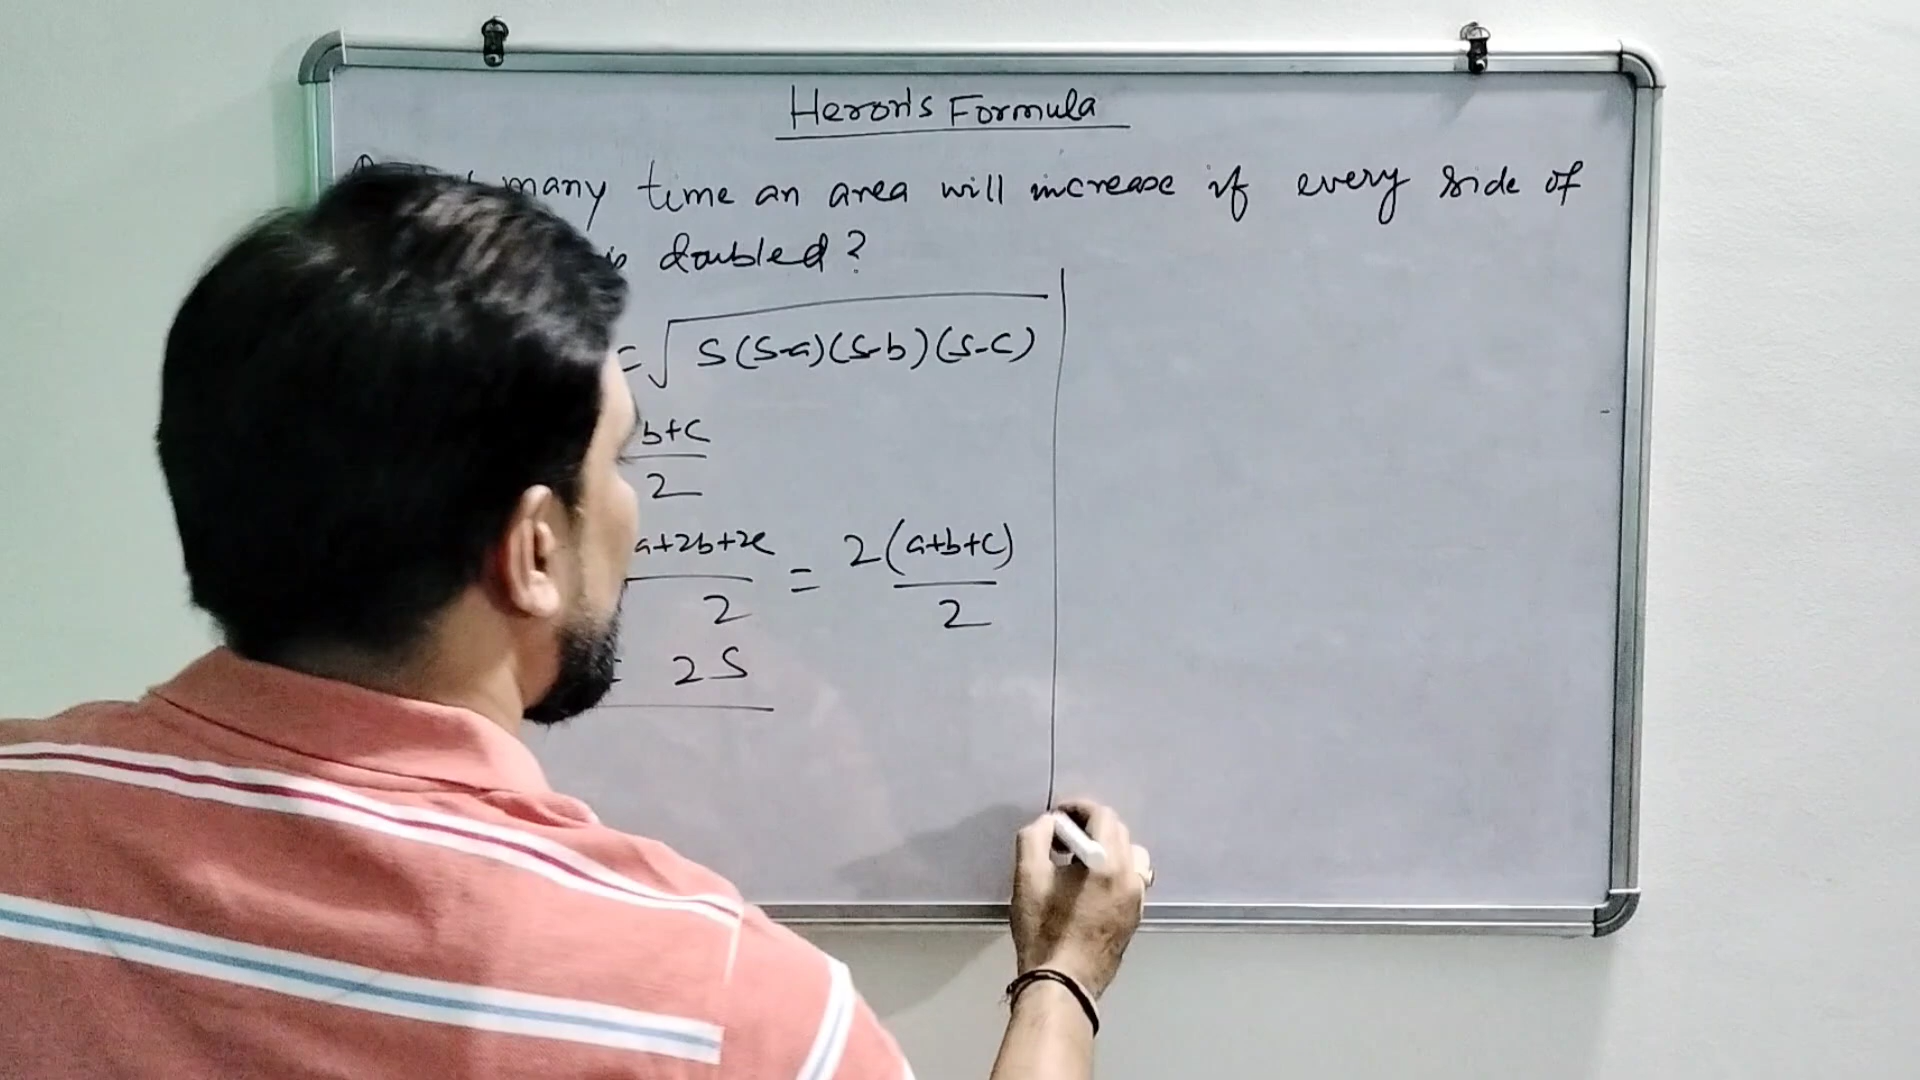 Heron's Formula
many time an area will increase if every side of
is doubled?
= √S(S-a)(S-b)(S-c)
b+c
2
a+2b+2c = 2(a+b+c)
2 2
= 2S